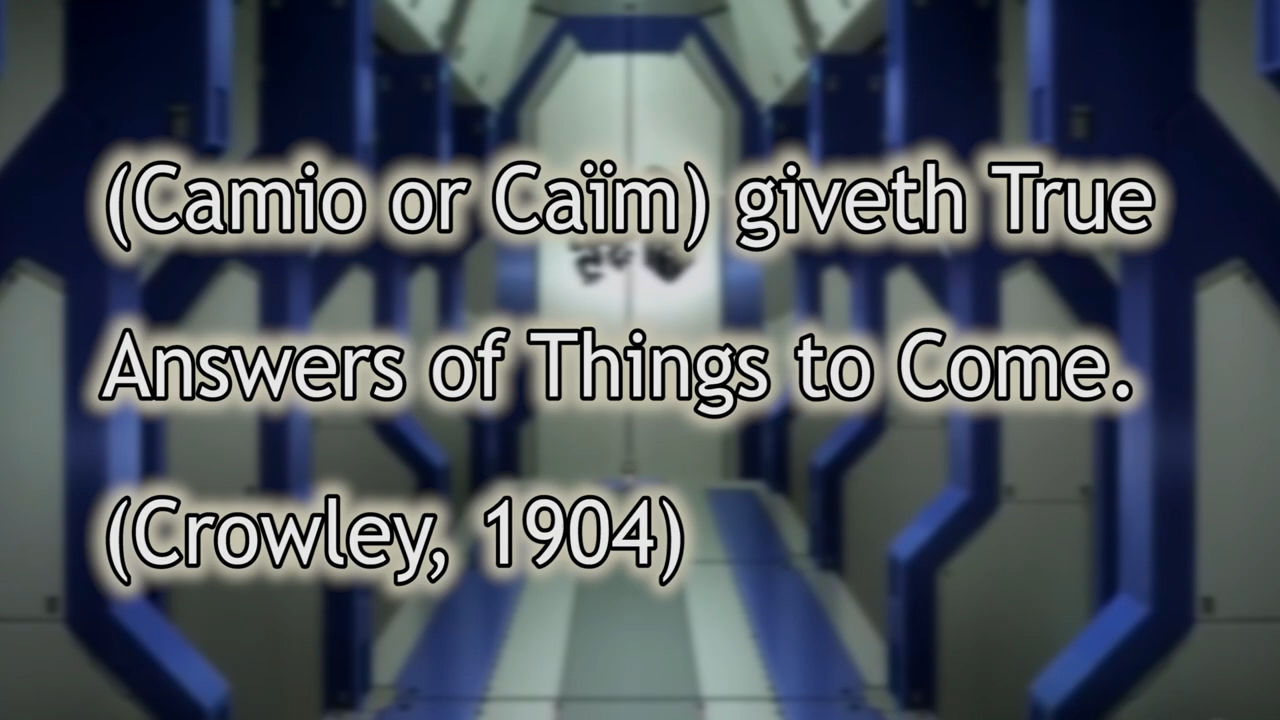 (Camio or Caïm) giveth True
Answers of Things to Come.
(Crowley, 1904)